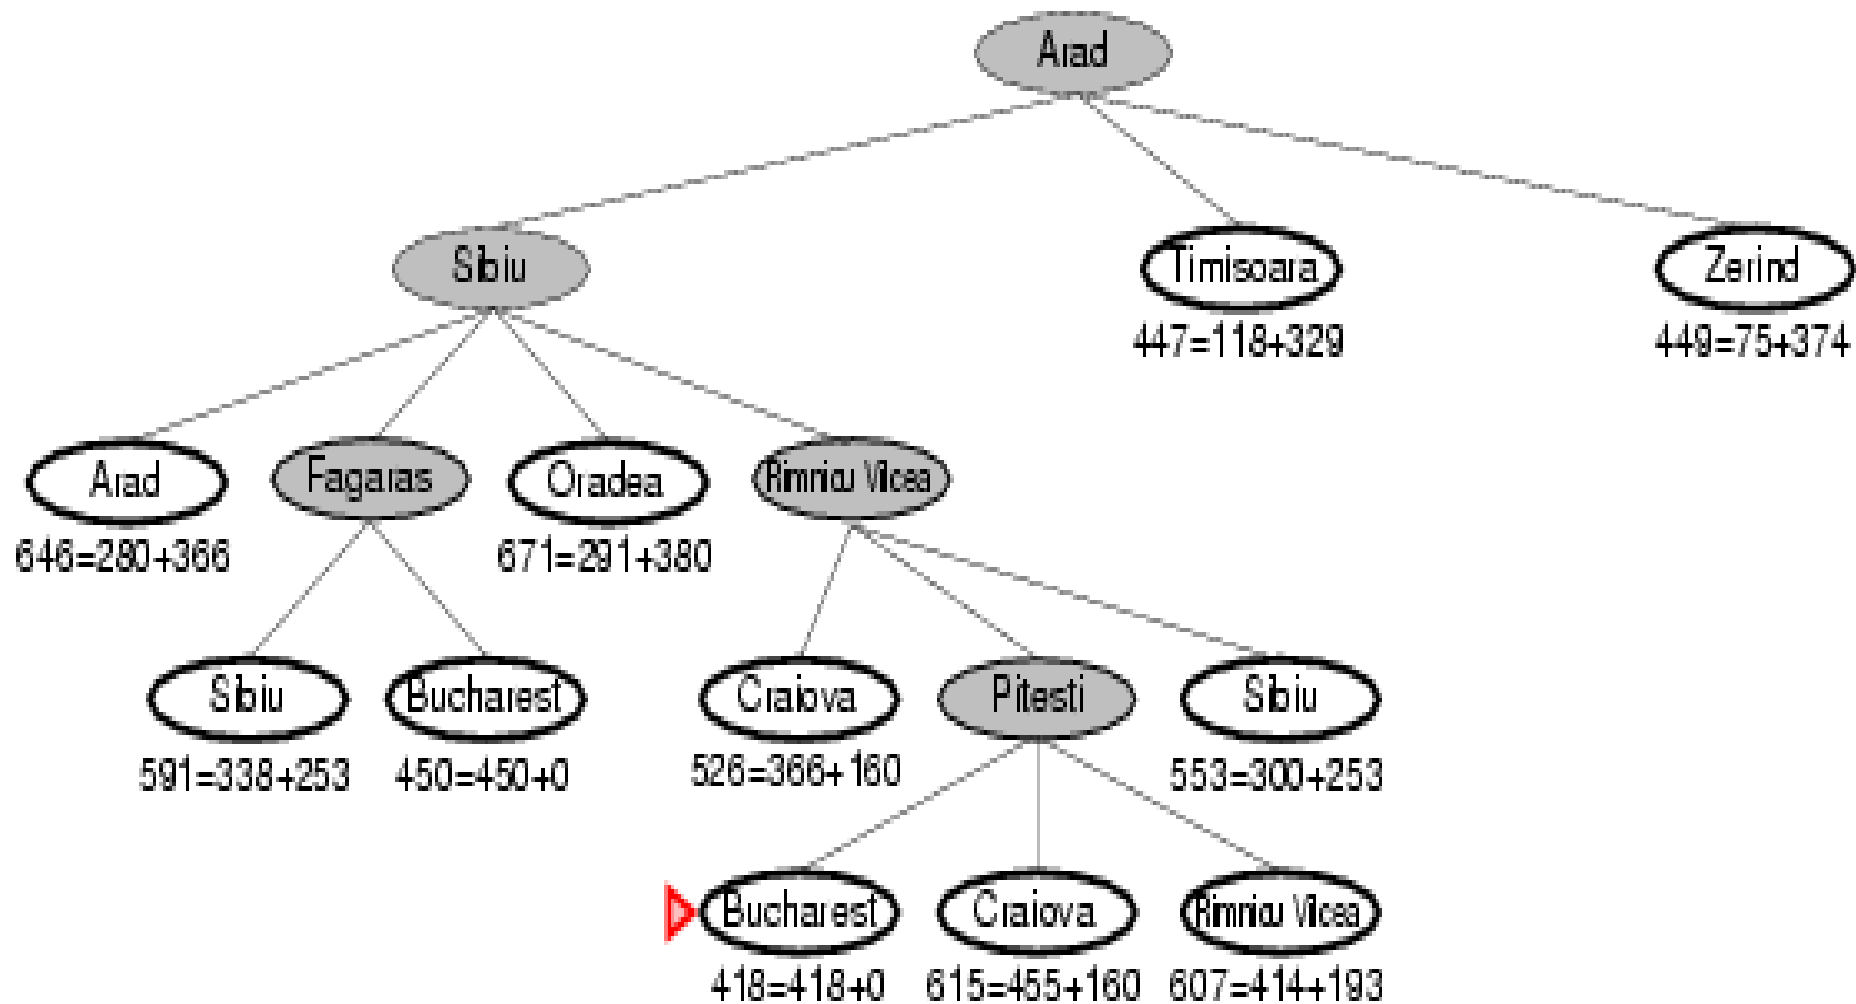 Arad
Sibiu
Timisoara
Zerind
447=118+329
449=75+374
Arad
Fagaras
Oradea
Rimnicu Vilcea
646=280+366
671=291+380
Sibiu
Bucharest
Craiova
Pitesti
Sibiu
591=338+253
450=450+0
526=366+160
553=300+253
Bucharest
Craiova
Rimnicu Vilcea
418=418+0
615=455+160
607=414+193